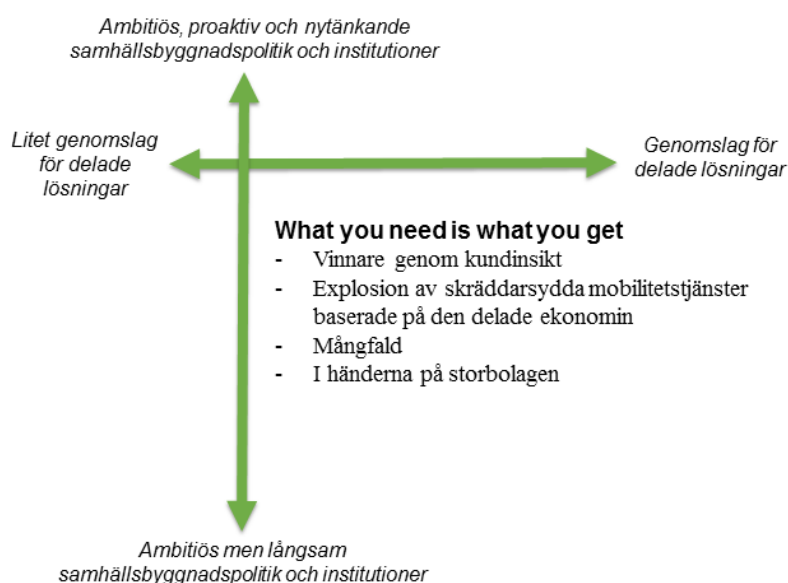 Ambitiös, proaktiv och nytänkande
samhällsbyggnadspolitik och institutioner
Litet genomslag
för delade
lösningar
Genomslag för
delade lösningar
What you need is what you get
- Vinnare genom kundinsikt
- Explosion av skräddarsydda mobilitetstjänster
baserade på den delade ekonomin
- Mångfald
- I händerna på storbolagen
Ambitiös men långsam
samhällsbyggnadspolitik och institutioner